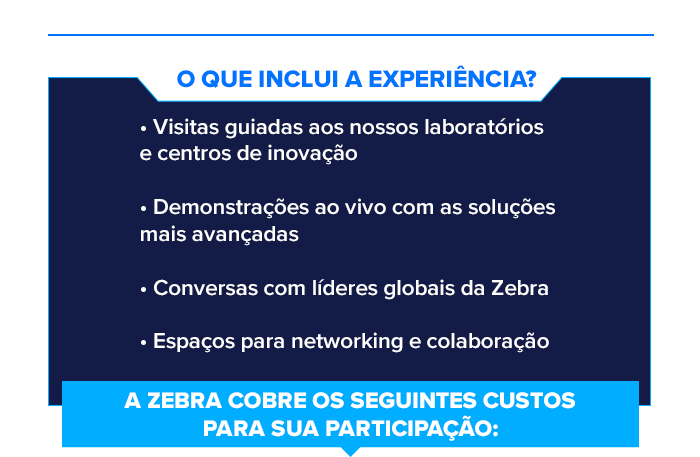 O QUE INCLUI A EXPERIÊNCIA?
• Visitas guiadas aos nossos laboratórios
e centros de inovação
• Demonstrações ao vivo com as soluções
mais avançadas
• Conversas com líderes globais da Zebra
• Espaços para networking e colaboração
A ZEBRA COBRE OS SEGUINTES CUSTOS
PARA SUA PARTICIPAÇÃO: